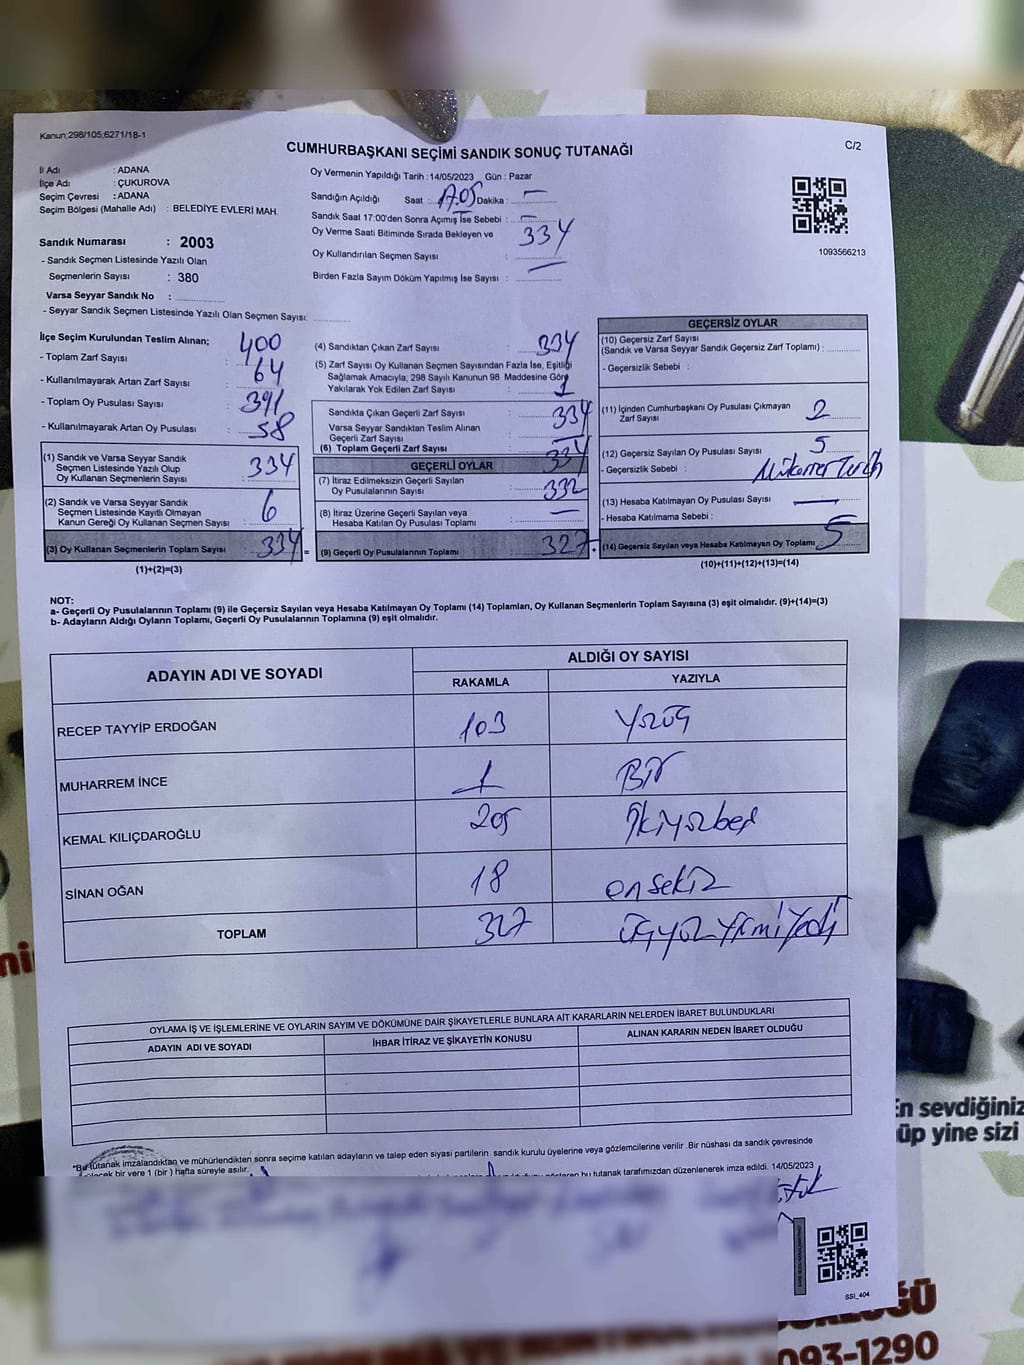 Kanun;298/105;6271/18-1
C/2
CUMHURBAŞKANI SEÇİMİ SANDIK SONUÇ TUTANAĞI
İl Adı : ADANA
İlçe Adı : ÇUKUROVA
Seçim Çevresi : ADANA
Seçim Bölgesi (Mahalle Adı) : BELEDİYE EVLERİ MAH.
Sandık Numarası : 2003
- Sandık Seçmen Listesinde Yazılı Olan
Seçmenlerin Sayısı : 380
Varsa Seyyar Sandık No :
- Seyyar Sandık Seçmen Listesinde Yazılı Olan Seçmen Sayısı:
Oy Vermenin Yapıldığı Tarih :14/05/2023 Gün : Pazar
Sandığın Açıldığı Saat : 17.05 Dakika : —
Sandık Saat 17:00'den Sonra Açımış İse Sebebi : —
Oy Verme Saati Bitiminde Sırada Bekleyen ve
Oy Kullandırılan Seçmen Sayısı : 334
Birden Fazla Sayım Döküm Yapılmış İse Sayısı : —
1093566213
İlçe Seçim Kurulundan Teslim Alınan;
- Toplam Zarf Sayısı : 400
- Kullanılmayarak Artan Zarf Sayısı : 64
- Toplam Oy Pusulası Sayısı : 391
- Kullanılmayarak Artan Oy Pusulası : 58
(1) Sandık ve Varsa Seyyar Sandık
Seçmen Listesinde Yazılı Olup
Oy Kullanan Seçmenlerin Sayısı : 334
(2) Sandık ve Varsa Seyyar Sandık
Seçmen Listesinde Kayıtlı Olmayan
Kanun Gereği Oy Kullanan Seçmen Sayısı : 6
(3) Oy Kullanan Seçmenlerin Toplam Sayısı : 334 =
(1)+(2)=(3)
(4) Sandıktan Çıkan Zarf Sayısı : 334
(5) Zarf Sayısı Oy Kullanan Seçmen Sayısından Fazla İse, Eşitliği
Sağlamak Amacıyla, 298 Sayılı Kanunun 98. Maddesine Göre
Yakılarak Yok Edilen Zarf Sayısı : 1
Sandıkta Çıkan Geçerli Zarf Sayısı : 334
Varsa Seyyar Sandıktan Teslim Alınan
Geçerli Zarf Sayısı : —
(6) Toplam Geçerli Zarf Sayısı : 334
GEÇERLİ OYLAR
(7) İtiraz Edilmeksizin Geçerli Sayılan
Oy Pusulalarının Sayısı : 332
(8) İtiraz Üzerine Geçerli Sayılan veya
Hesaba Katılan Oy Pusulası Toplamı : —
(9) Geçerli Oy Pusulalarının Toplamı : 327 +
GEÇERSİZ OYLAR
(10) Geçersiz Zarf Sayısı
(Sandık ve Varsa Seyyar Sandık Geçersiz Zarf Toplamı) :
- Geçersizlik Sebebi :
(11) İçinden Cumhurbaşkanı Oy Pusulası Çıkmayan
Zarf Sayısı : 2
(12) Geçersiz Sayılan Oy Pusulası Sayısı : 5
- Geçersizlik Sebebi : Mükerrer Tercih
(13) Hesaba Katılmayan Oy Pusulası Sayısı : —
- Hesaba Katılmama Sebebi :
(14) Geçersiz Sayılan veya Hesaba Katılmayan Oy Toplamı : 5
(10)+(11)+(12)+(13)=(14)
NOT:
a- Geçerli Oy Pusulalarının Toplamı (9) ile Geçersiz Sayılan veya Hesaba Katılmayan Oy Toplamı (14) Toplamları, Oy Kullanan Seçmenlerin Toplam Sayısına (3) eşit olmalıdır. (9)+(14)=(3)
b- Adayların Aldığı Oyların Toplamı, Geçerli Oy Pusulalarının Toplamına (9) eşit olmalıdır.
ADAYIN ADI VE SOYADI ALDIĞI OY SAYISI
RAKAMLA YAZIYLA
RECEP TAYYİP ERDOĞAN 103 yüzüç
MUHARREM İNCE 1 Bir
KEMAL KILIÇDAROĞLU 205 ikiyüzbeş
SİNAN OĞAN 18 onsekiz
TOPLAM 327 üçyüzyirmiyedi
OYLAMA İŞ VE İŞLEMLERİNE VE OYLARIN SAYIM VE DÖKÜMÜNE DAİR ŞİKAYETLERLE BUNLARA AİT KARARLARIN NELERDEN İBARET BULUNDUKLARI
ADAYIN ADI VE SOYADI İHBAR İTİRAZ VE ŞİKAYETİN KONUSU ALINAN KARARIN NEDEN İBARET OLDUĞU
*Bu tutanak imzalandıktan ve mühürlendikten sonra seçime katılan adayların ve talep eden siyasi partilerin sandık kurulu üyelerine veya gözlemcilerine verilir .Bir nüshası da sandık çevresinde
bir yere 1 (bir ) hafta süreyle asılır. bu tutanak tarafımızdan düzenlenerek imza edildi. 14/05/2023
SSI_404
En sevdiğiniz
üp yine sizi
093-1290